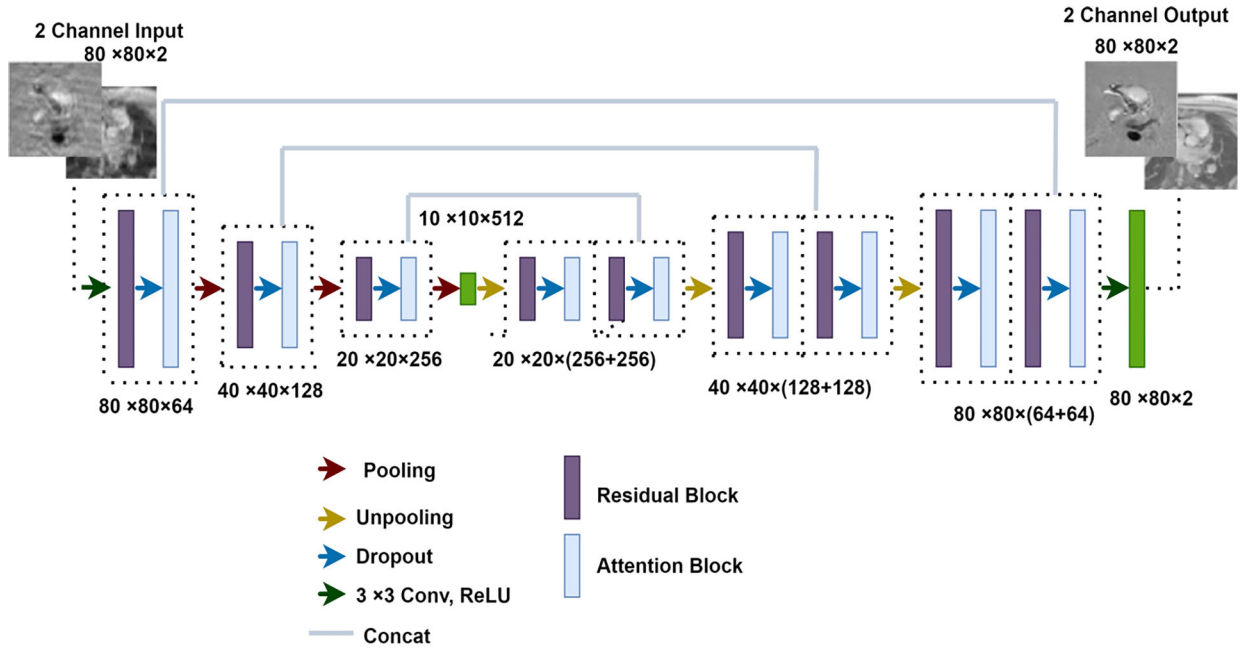 2 Channel Input
80 ×80×2
2 Channel Output
80 ×80×2
10 ×10×512
80 ×80×64
40 ×40×128
20 ×20×256
20 ×20×(256+256)
40 ×40×(128+128)
80 ×80×(64+64)
80 ×80×2
Pooling
Unpooling
Dropout
3 ×3 Conv, ReLU
Concat
Residual Block
Attention Block